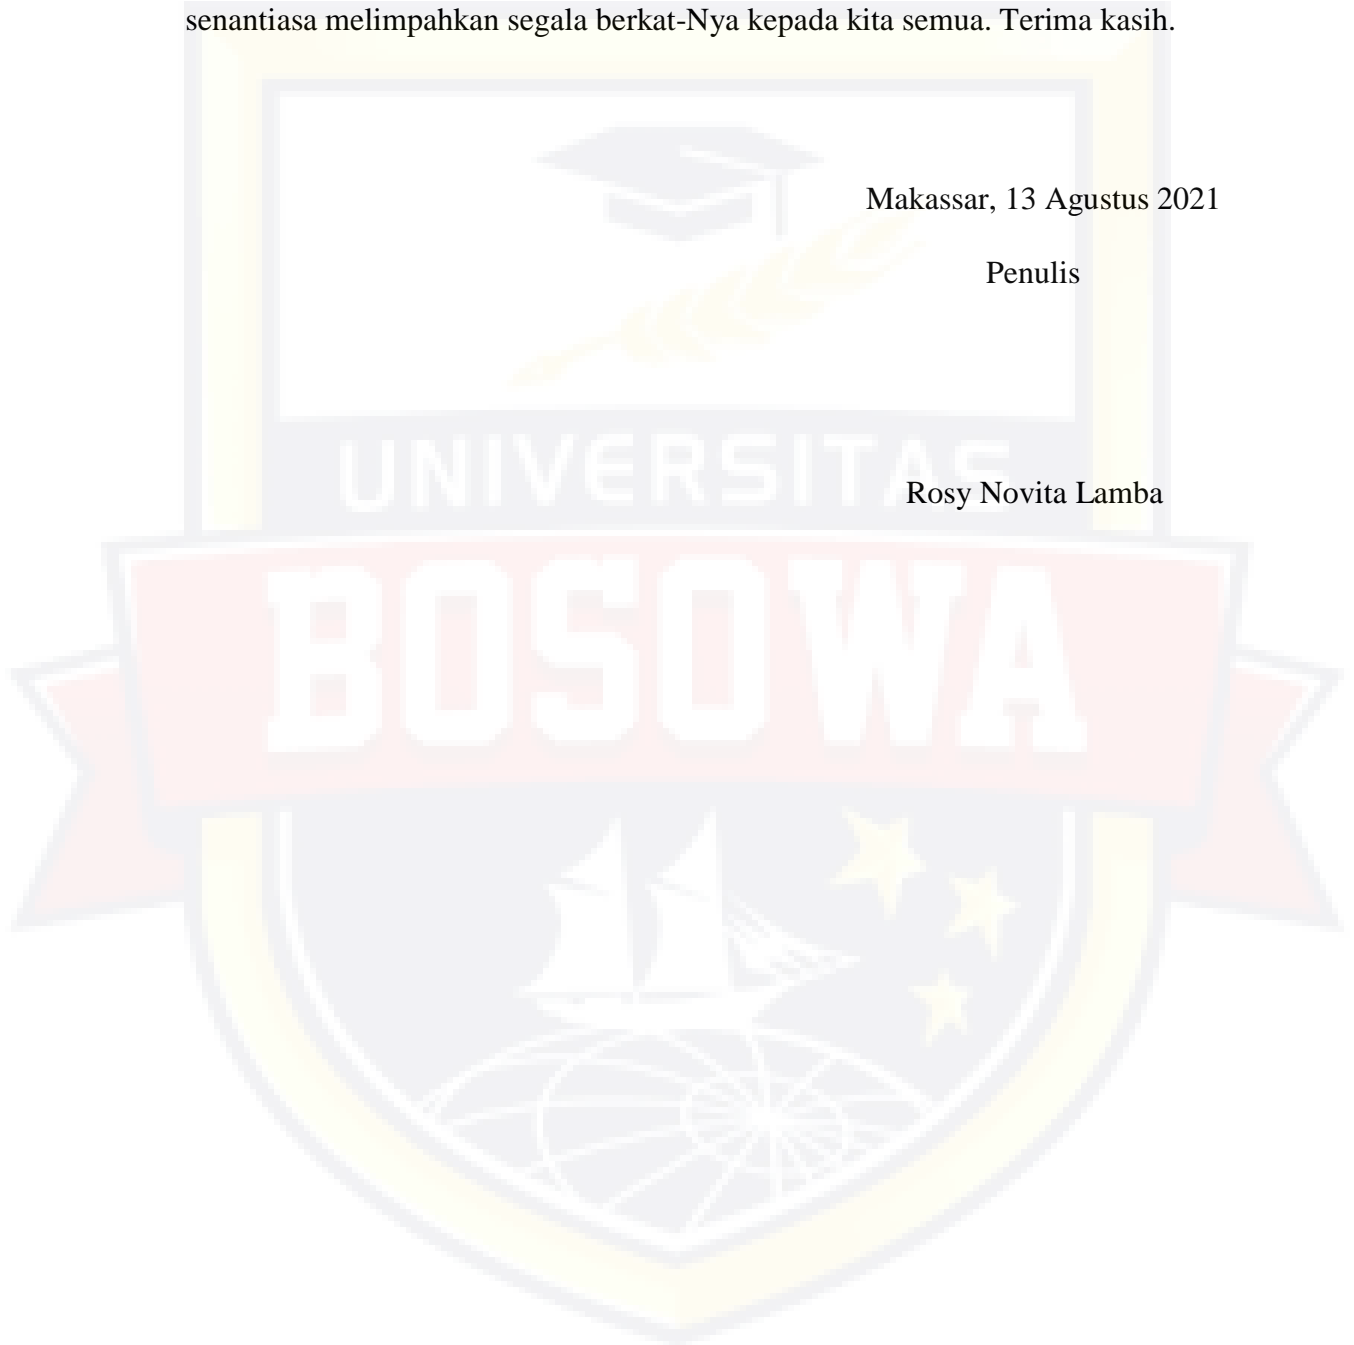 senantiasa melimpahkan segala berkat-Nya kepada kita semua. Terima kasih.
Makassar, 13 Agustus 2021
Penulis
UNIVERSITAS
Rosy Novita Lamba
BOSOWA